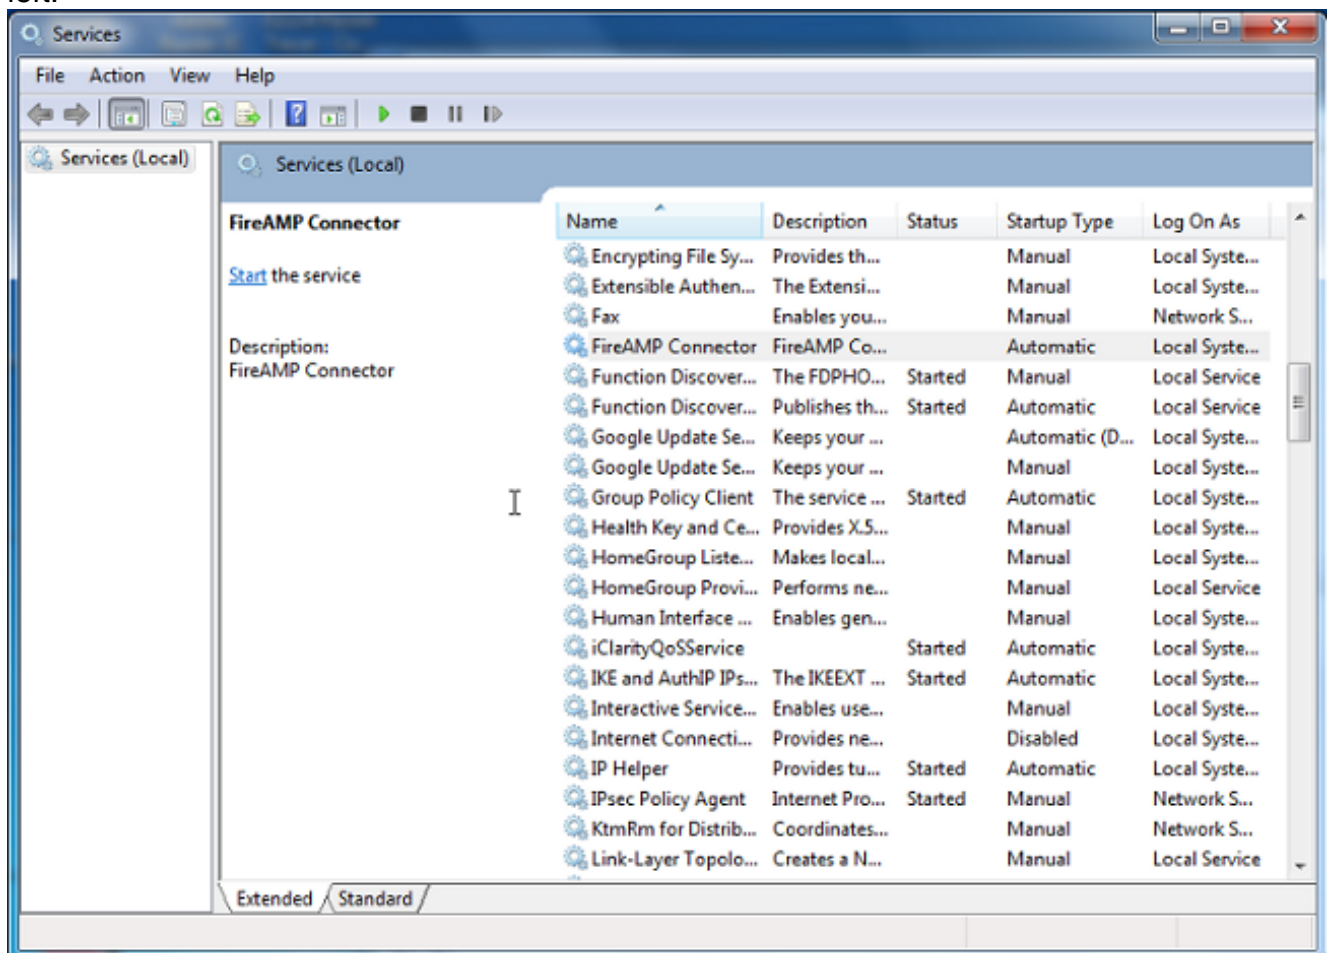 Services
File Action View Help
Services (Local)
Services (Local)
FireAMP Connector
Start the service
Description:
FireAMP Connector
Name Description Status Startup Type Log On As
Encrypting File Sy... Provides th... Manual Local Syste...
Extensible Authen... The Extensi... Manual Local Syste...
Fax Enables you... Manual Network S...
FireAMP Connector FireAMP Co... Automatic Local Syste...
Function Discover... The FDPHO... Started Manual Local Service
Function Discover... Publishes th... Started Automatic Local Service
Google Update Se... Keeps your ... Automatic (D... Local Syste...
Google Update Se... Keeps your ... Manual Local Syste...
Group Policy Client The service ... Started Automatic Local Syste...
Health Key and Ce... Provides X.5... Manual Local Syste...
HomeGroup Liste... Makes local... Manual Local Syste...
HomeGroup Provi... Performs ne... Manual Local Service
Human Interface ... Enables gen... Manual Local Syste...
iClarityQoSService Started Automatic Local Syste...
IKE and AuthIP IPs... The IKEEXT ... Started Automatic Local Syste...
Interactive Service... Enables use... Manual Local Syste...
Internet Connecti... Provides ne... Disabled Local Syste...
IP Helper Provides tu... Started Automatic Local Syste...
IPsec Policy Agent Internet Pro... Started Manual Network S...
KtmRm for Distrib... Coordinates... Manual Network S...
Link-Layer Topolo... Creates a N... Manual Local Service
Extended Standard